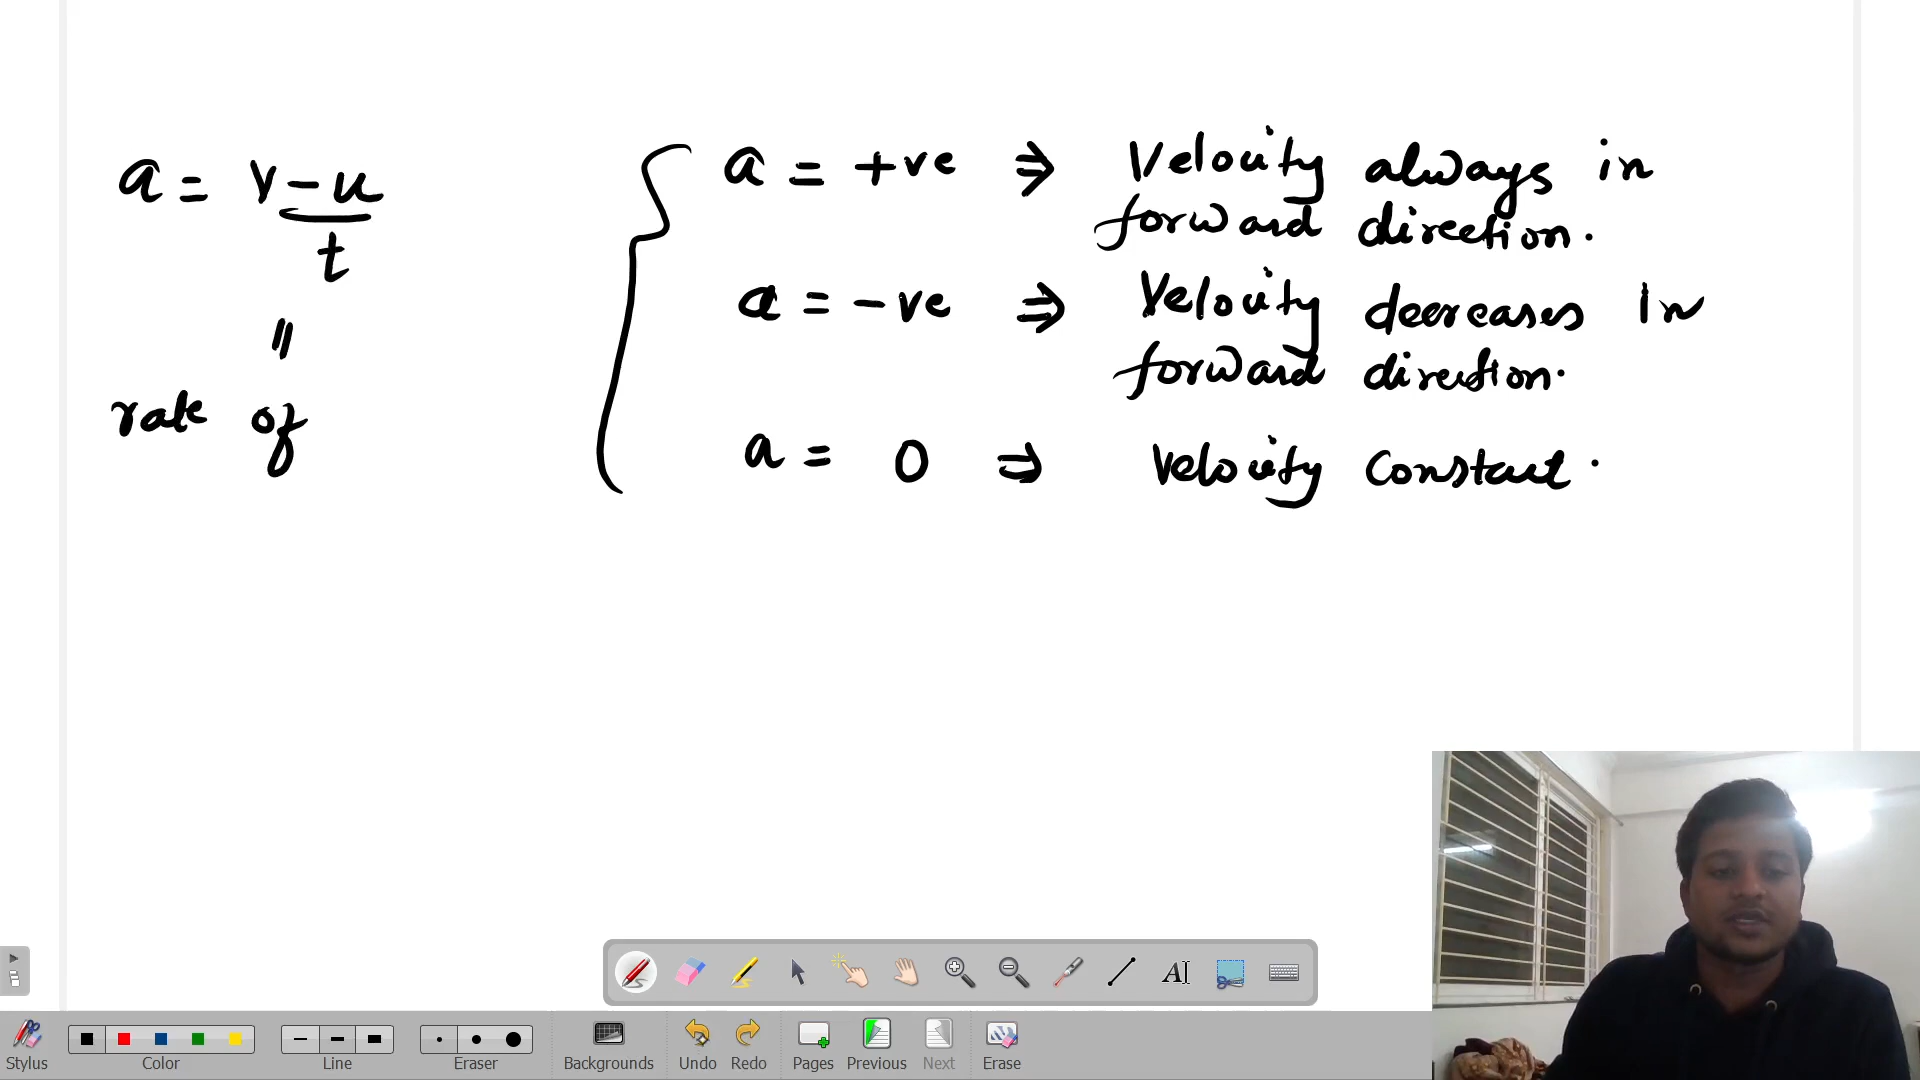 a = v - u
t
=
rate of
a = +ve ⇒ Velocity always in
forward direction.
a = -ve ⇒ Velocity decreases in
forward direction.
a = 0 ⇒ Velocity constant.
Stylus
Color
Line
Eraser
Backgrounds
Undo
Redo
Pages
Previous
Next
Erase